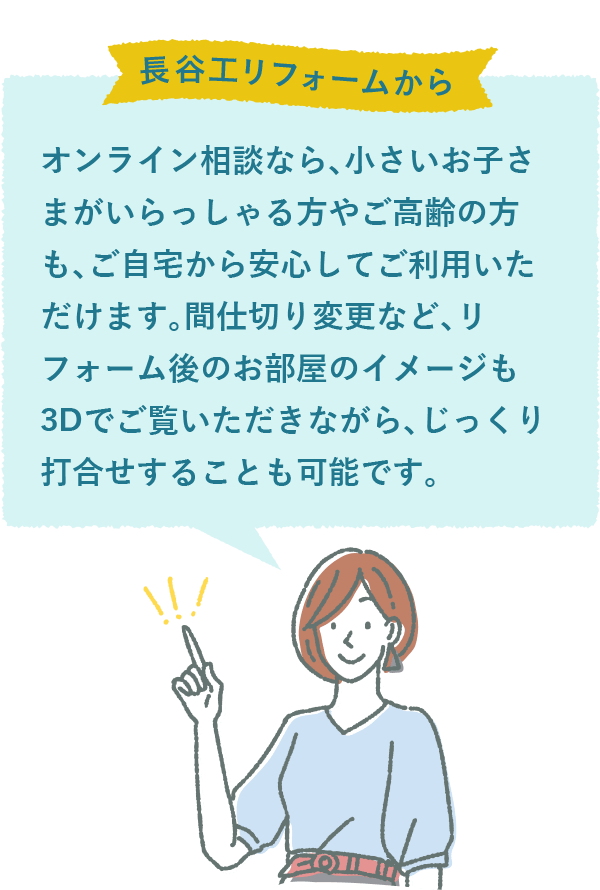 長谷工リフォームから
オンライン相談なら、小さいお子さ
まがいらっしゃる方やご高齢の方
も、ご自宅から安心してご利用いた
だけます。間仕切り変更など、リ
フォーム後のお部屋のイメージも
3Dでご覧いただきながら、じっくり
打合せすることも可能です。